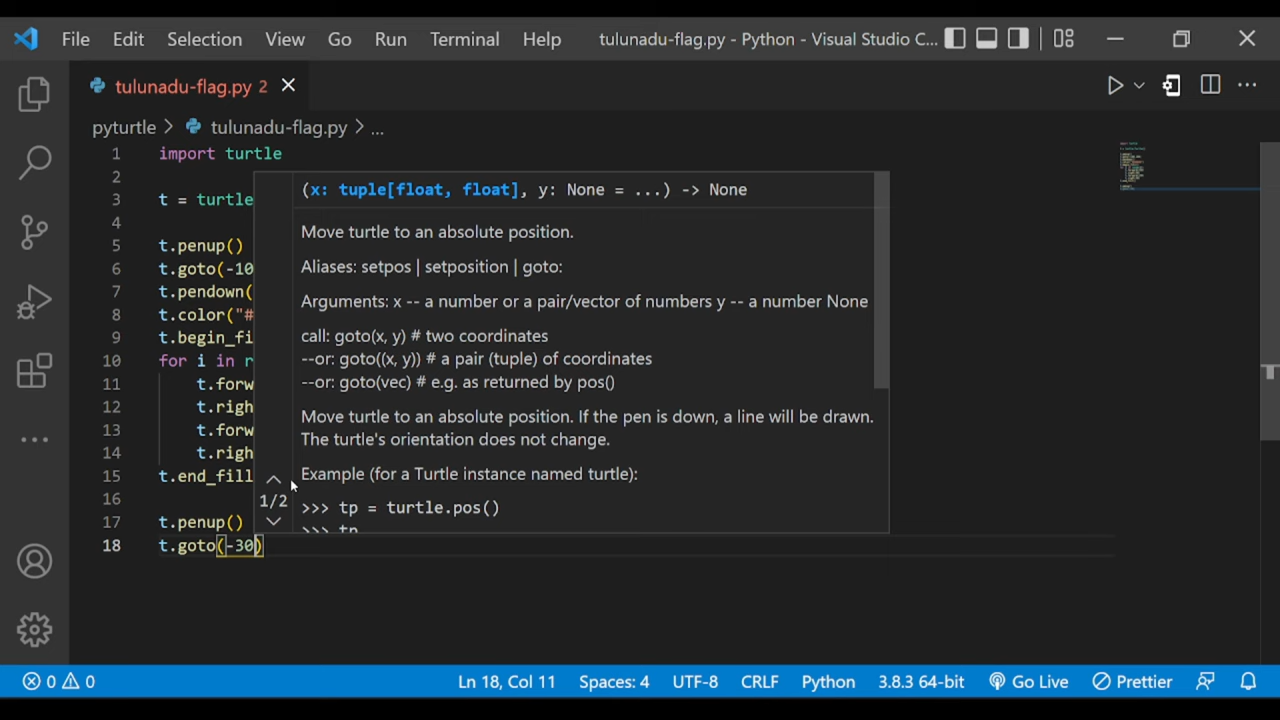 File Edit Selection View Go Run Terminal Help tulunadu-flag.py - Python - Visual Studio C...
tulunadu-flag.py 2
pyturtle > tulunadu-flag.py > ...
1 import turtle
2
(x: tuple[float, float], y: None = ...) -> None
3 t = turtle
4
Move turtle to an absolute position.
5 t.penup()
6 t.goto(-10
Aliases: setpos | setposition | goto:
7 t.pendown(
Arguments: x -- a number or a pair/vector of numbers y -- a number None
8 t.color("#
9 t.begin_fi
call: goto(x, y) # two coordinates
10 for i in r
--or: goto((x, y)) # a pair (tuple) of coordinates
11 t.forw
--or: goto(vec) # e.g. as returned by pos()
12 t.righ
Move turtle to an absolute position. If the pen is down, a line will be drawn.
13 t.forw
The turtle's orientation does not change.
14 t.righ
15 t.end_fill
Example (for a Turtle instance named turtle):
16
1/2
>>> tp = turtle.pos()
17 t.penup()
>>> tp
18 t.goto(-30)
0 0 Ln 18, Col 11 Spaces: 4 UTF-8 CRLF Python 3.8.3 64-bit Go Live Prettier